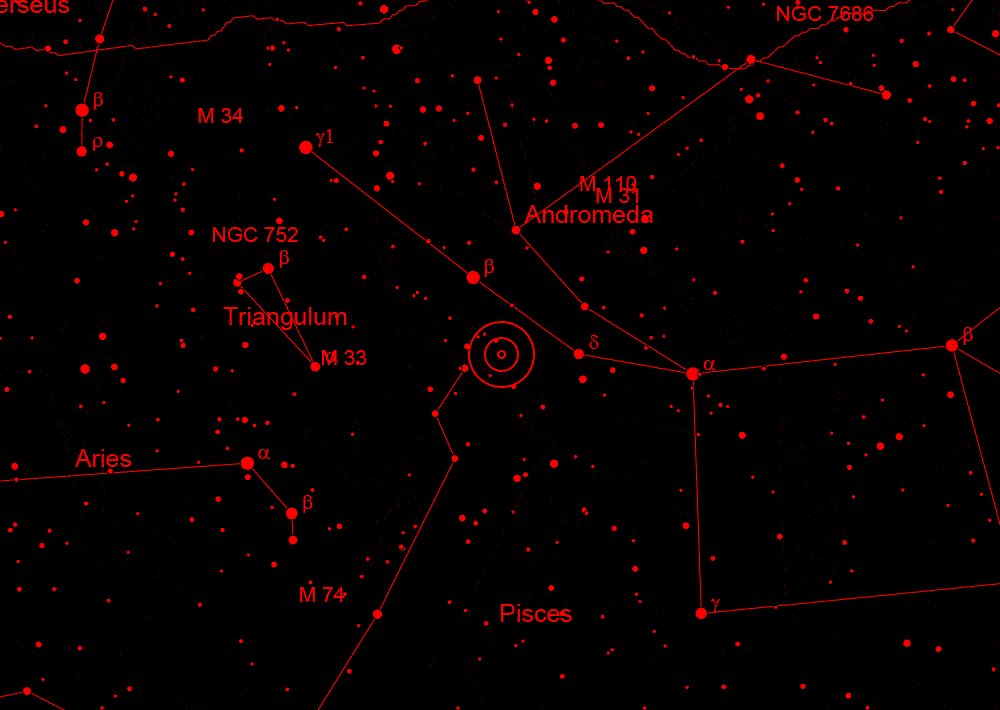 erseus
NGC 7686
β
M 34
γ1
ρ
M 110
M 31
Andromeda
NGC 752
β
β
Triangulum
β
δ
M 33
α
α
Aries
α
β
M 74
Pisces
γ